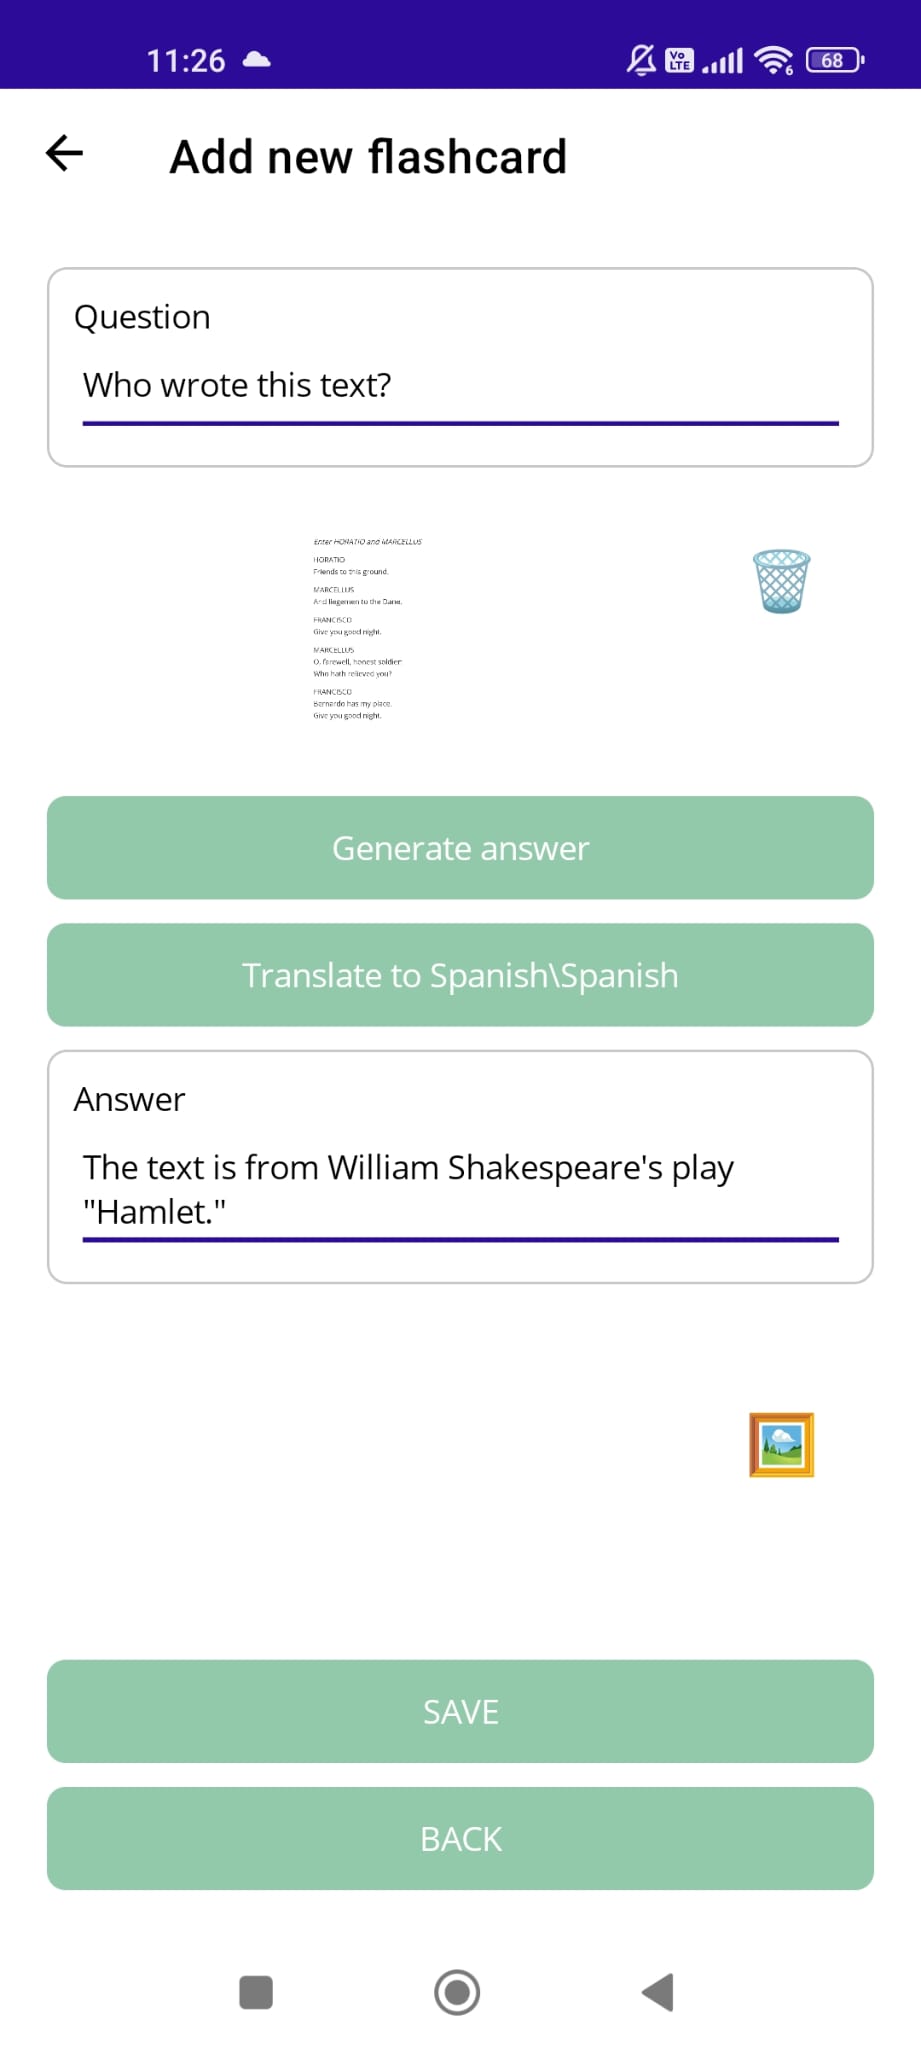 11:26
Vo
LTE
6
68
Add new flashcard
Question
Who wrote this text?
Enter HORATIO and MARCELLUS
HORATIO
Friends to this ground.
MARCELLUS
And liegemen to the Dane.
FRANCISCO
Give you good night.
MARCELLUS
O, farewell, honest soldier:
Who hath relieved you?
FRANCISCO
Bernardo has my place.
Give you good night.
Generate answer
Translate to Spanish\Spanish
Answer
The text is from William Shakespeare's play
"Hamlet."
SAVE
BACK